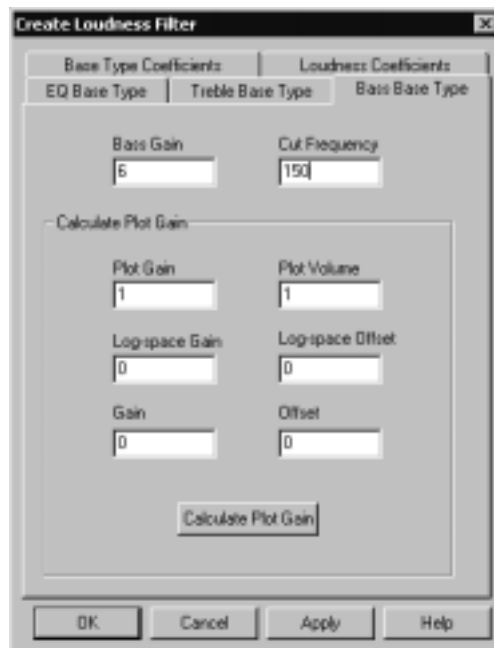 Create Loudness Filter
Base Type Coefficients Loudness Coefficients
EQ Base Type Treble Base Type Bass Base Type
Bass Gain Cut Frequency
6 150
Calculate Plot Gain
Plot Gain Plot Volume
1 1
Log-space Gain Log-space Offset
0 0
Gain Offset
0 0
Calculate Plot Gain
OK Cancel Apply Help